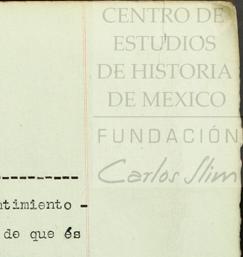 CENTRO DE
ESTUDIOS
DE HISTORIA
DE MEXICO
FUNDACIÓN
Carlos Slim
----------
ntimiento -
de que és